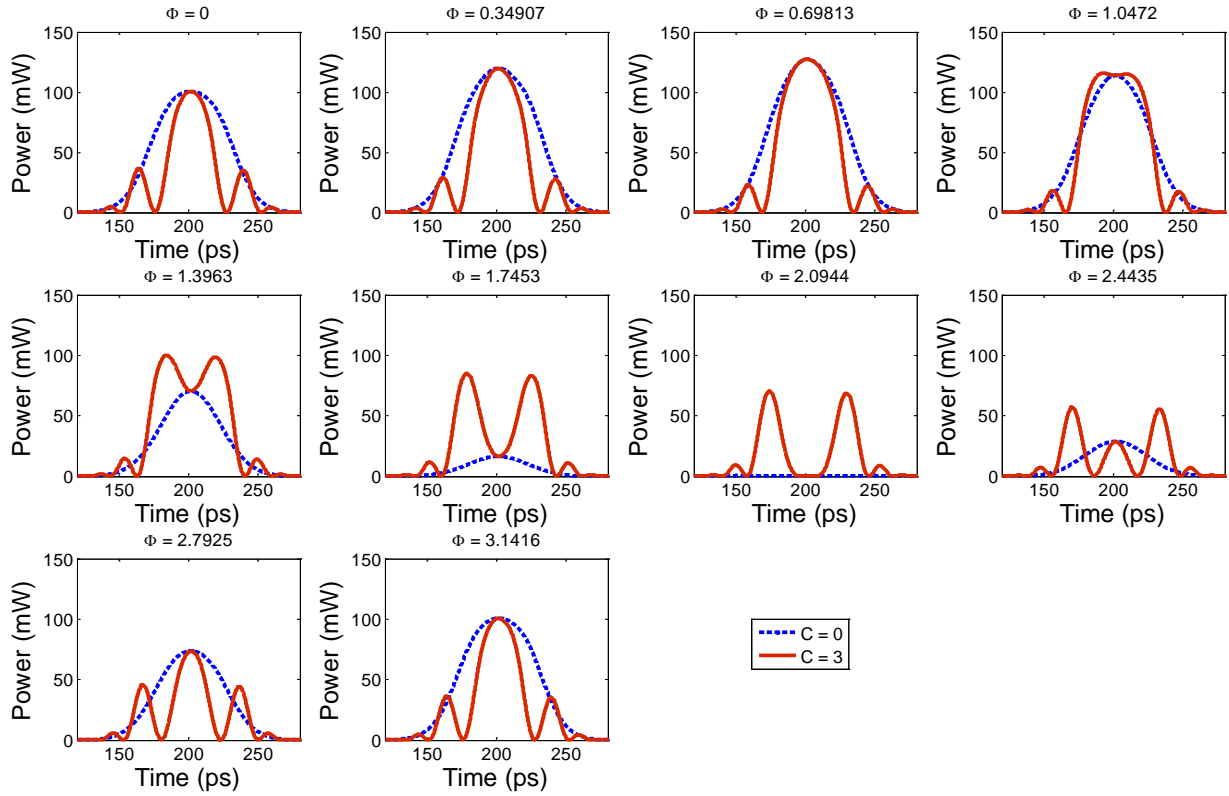 Φ = 0
150
100
50
0
Power (mW)
150 200 250
Time (ps)
Φ = 0.34907
150
100
50
0
Power (mW)
150 200 250
Time (ps)
Φ = 0.69813
150
100
50
0
Power (mW)
150 200 250
Time (ps)
Φ = 1.0472
150
100
50
0
Power (mW)
150 200 250
Time (ps)
Φ = 1.3963
150
100
50
0
Power (mW)
150 200 250
Time (ps)
Φ = 1.7453
150
100
50
0
Power (mW)
150 200 250
Time (ps)
Φ = 2.0944
150
100
50
0
Power (mW)
150 200 250
Time (ps)
Φ = 2.4435
150
100
50
0
Power (mW)
150 200 250
Time (ps)
Φ = 2.7925
150
100
50
0
Power (mW)
150 200 250
Time (ps)
Φ = 3.1416
150
100
50
0
Power (mW)
150 200 250
Time (ps)
C = 0
C = 3